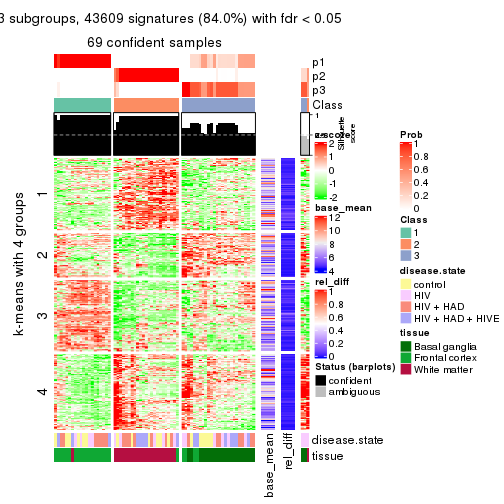 3 subgroups, 43609 signatures (84.0%) with fdr < 0.05
69 confident samples
p1
p2
p3
Class
1
Silhouette
score
z-score
2
1
0
-1
-2
base_mean
12
10
8
6
4
rel_diff
1
0.8
0.6
0.4
0.2
0
Status (barplots)
confident
ambiguous
Prob
1
0.8
0.6
0.4
0.2
0
Class
1
2
3
disease.state
control
HIV
HIV + HAD
HIV + HAD + HIVE
tissue
Basal ganglia
Frontal cortex
White matter
k-means with 4 groups
1
2
3
4
disease.state
tissue
base_mean
rel_diff